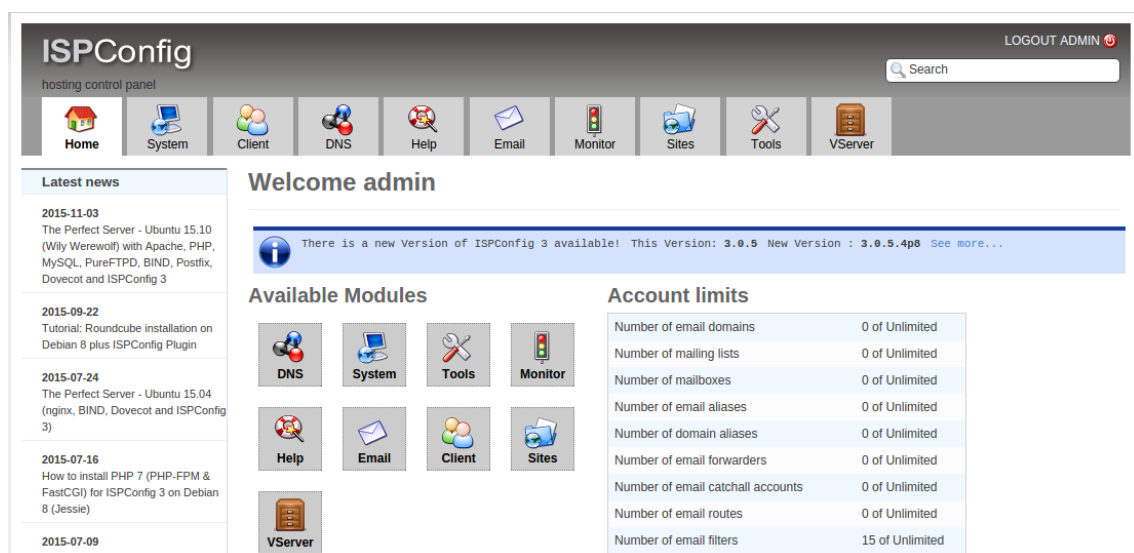 ISPConfig
hosting control panel
LOGOUT ADMIN
Search
Home
System
Client
DNS
Help
Email
Monitor
Sites
Tools
VServer
Latest news
2015-11-03
The Perfect Server - Ubuntu 15.10
(Wily Werewolf) with Apache, PHP,
MySQL, PureFTPD, BIND, Postfix,
Dovecot and ISPConfig 3
2015-09-22
Tutorial: Roundcube installation on
Debian 8 plus ISPConfig Plugin
2015-07-24
The Perfect Server - Ubuntu 15.04
(nginx, BIND, Dovecot and ISPConfig
3)
2015-07-16
How to install PHP 7 (PHP-FPM &
FastCGI) for ISPConfig 3 on Debian
8 (Jessie)
2015-07-09
Welcome admin
There is a new Version of ISPConfig 3 available! This Version: 3.0.5 New Version : 3.0.5.4p8 See more...
Available Modules
DNS
System
Tools
Monitor
Help
Email
Client
Sites
VServer
Account limits
Number of email domains 0 of Unlimited
Number of mailing lists 0 of Unlimited
Number of mailboxes 0 of Unlimited
Number of email aliases 0 of Unlimited
Number of domain aliases 0 of Unlimited
Number of email forwarders 0 of Unlimited
Number of email catchall accounts 0 of Unlimited
Number of email routes 0 of Unlimited
Number of email filters 15 of Unlimited